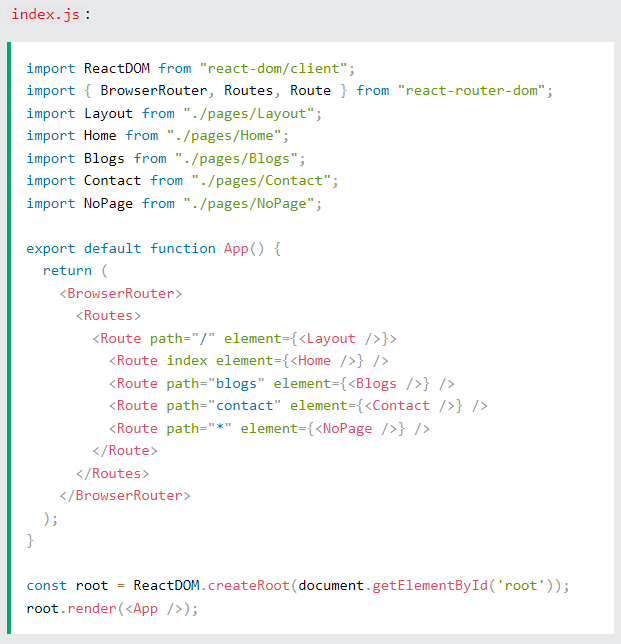 index.js:
import ReactDOM from "react-dom/client";
import { BrowserRouter, Routes, Route } from "react-router-dom";
import Layout from "./pages/Layout";
import Home from "./pages/Home";
import Blogs from "./pages/Blogs";
import Contact from "./pages/Contact";
import NoPage from "./pages/NoPage";

export default function App() {
  return (
    <BrowserRouter>
      <Routes>
        <Route path="/" element={<Layout />}>
          <Route index element={<Home />} />
          <Route path="blogs" element={<Blogs />} />
          <Route path="contact" element={<Contact />} />
          <Route path="*" element={<NoPage />} />
        </Route>
      </Routes>
    </BrowserRouter>
  );
}

const root = ReactDOM.createRoot(document.getElementById('root'));
root.render(<App />);